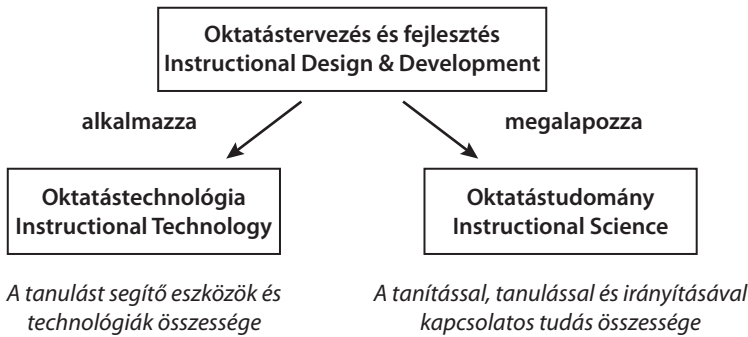 Oktatástervezés és fejlesztés
Instructional Design & Development
alkalmazza
megalapozza
Oktatástechnológia
Instructional Technology
Oktatástudomány
Instructional Science
A tanulást segítő eszközök és
technológiák összessége
A tanítással, tanulással és irányításával
kapcsolatos tudás összessége